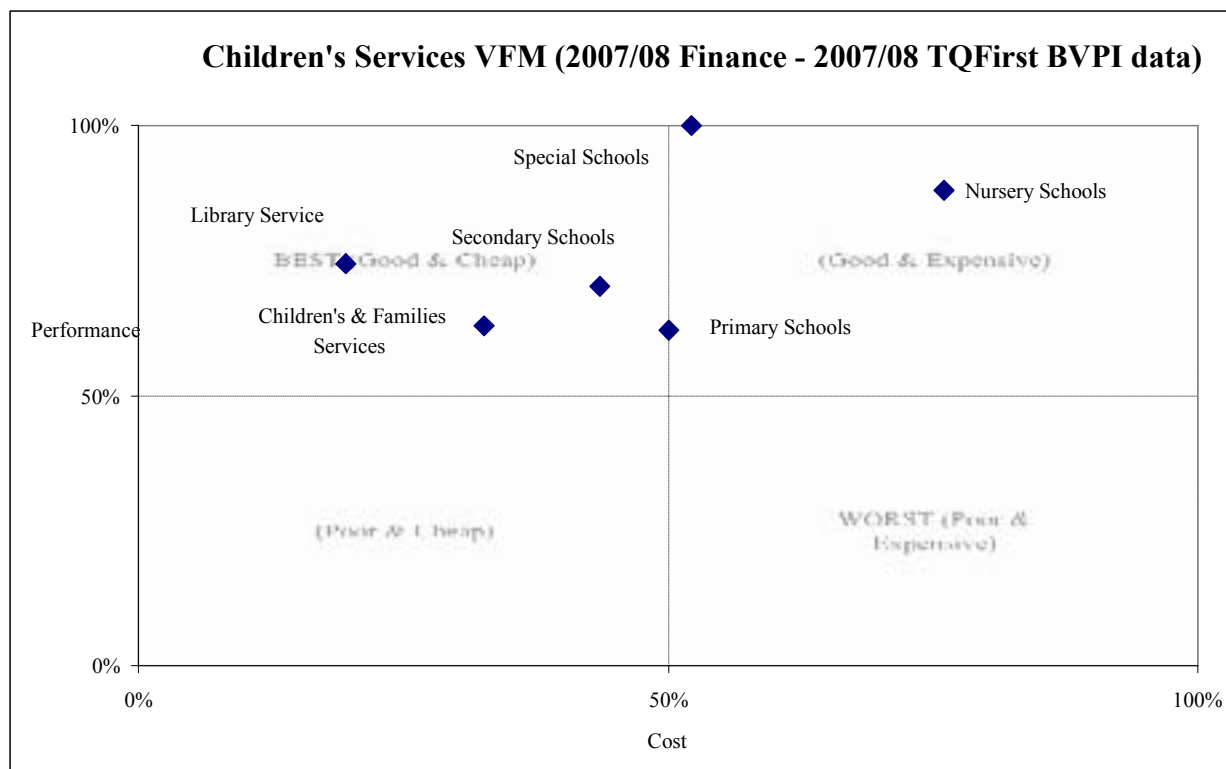 Children's Services VFM (2007/08 Finance - 2007/08 TQFirst BVPI data)
100%
Special Schools
Nursery Schools
Library Service
Secondary Schools
BEST (Good & Cheap)
(Good & Expensive)
Children's & Families
Services
Primary Schools
Performance
50%
(Poor & Cheap)
WORST (Poor &
Expensive)
0%
0%
50%
100%
Cost